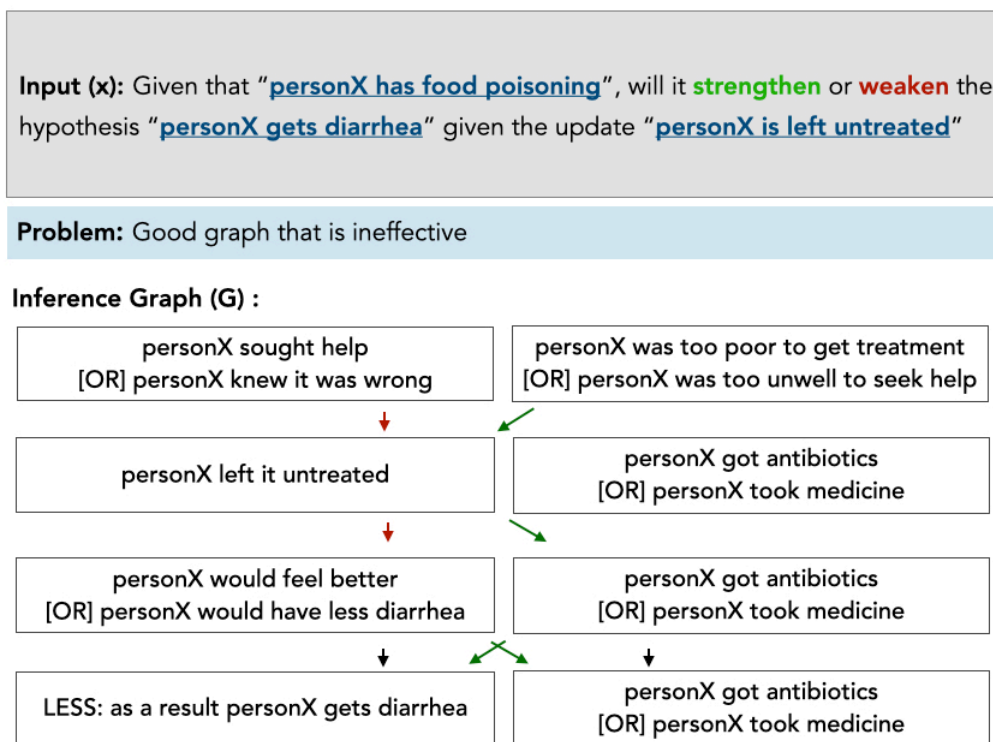 Input (x): Given that “personX has food poisoning”, will it strengthen or weaken the
hypothesis “personX gets diarrhea” given the update “personX is left untreated”
Problem: Good graph that is ineffective
Inference Graph (G) :
personX sought help
[OR] personX knew it was wrong
personX was too poor to get treatment
[OR] personX was too unwell to seek help
personX left it untreated
personX got antibiotics
[OR] personX took medicine
personX would feel better
[OR] personX would have less diarrhea
personX got antibiotics
[OR] personX took medicine
LESS: as a result personX gets diarrhea
personX got antibiotics
[OR] personX took medicine